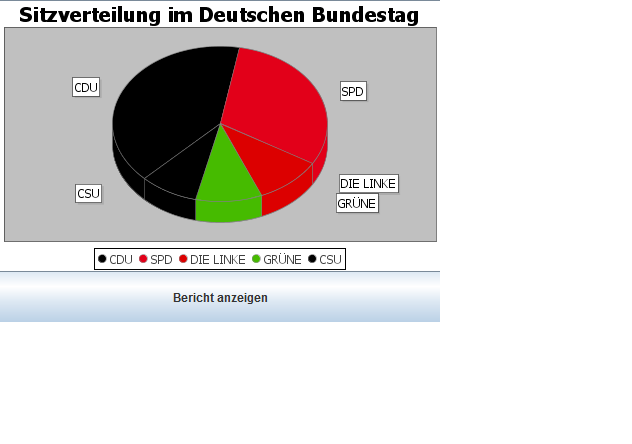 Sitzverteilung im Deutschen Bundestag
CDU
SPD
DIE LINKE
CSU
GRÜNE
CDU SPD DIE LINKE GRÜNE CSU
Bericht anzeigen